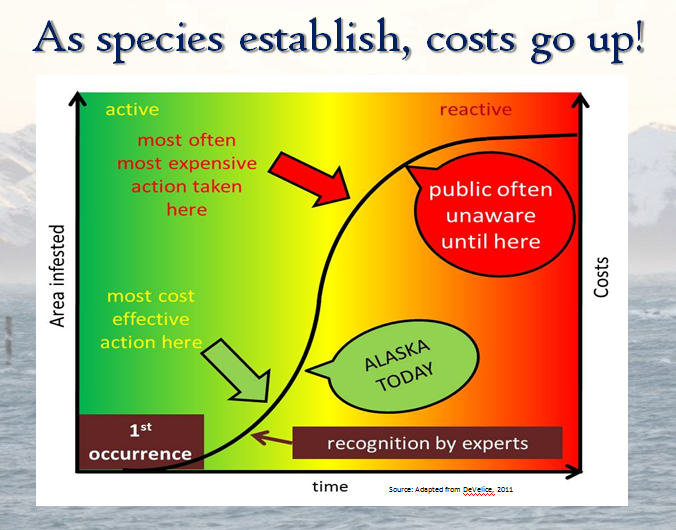 As species establish, costs go up!
active
reactive
most often
most expensive
action taken
here
public often
unaware
until here
Area infested
Costs
most cost
effective
action here
ALASKA
TODAY
1st
occurrence
recognition by experts
time
Source: Adapted from DeVelice, 2011